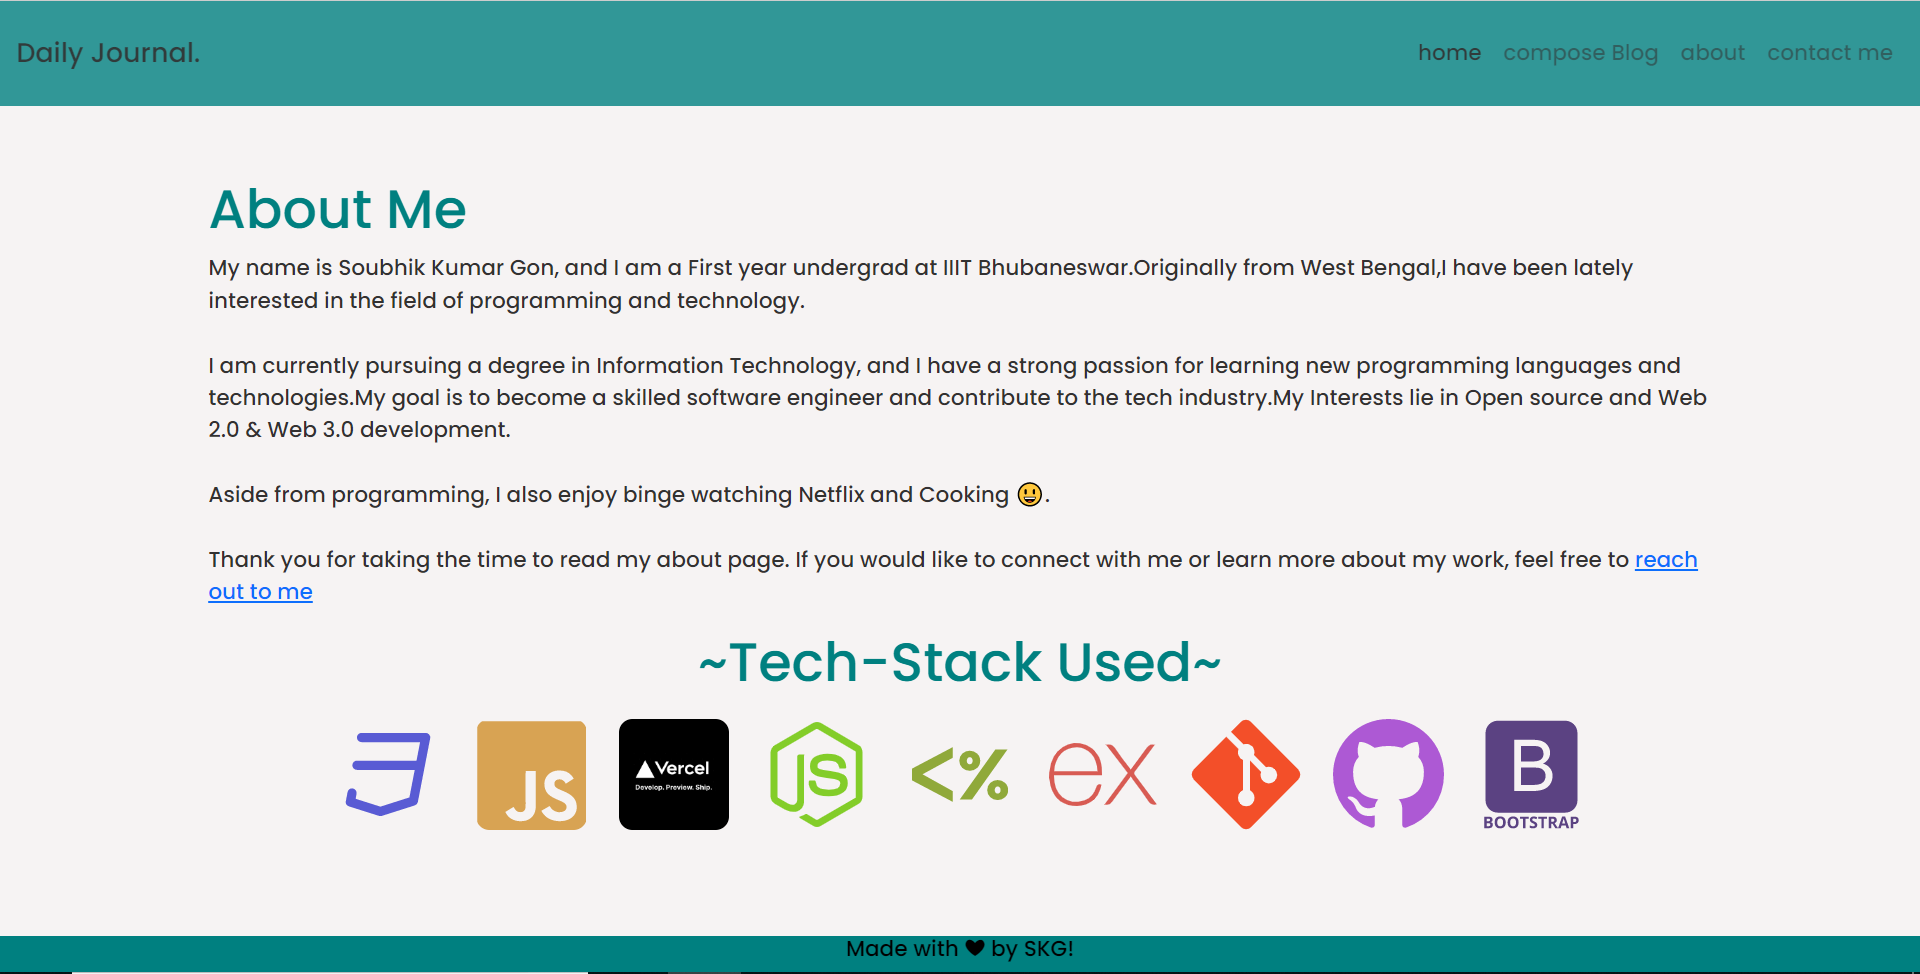 Daily Journal.
home compose Blog about contact me
About Me
My name is Soubhik Kumar Gon, and I am a First year undergrad at IIIT Bhubaneswar.Originally from West Bengal,I have been lately
interested in the field of programming and technology.
I am currently pursuing a degree in Information Technology, and I have a strong passion for learning new programming languages and
technologies.My goal is to become a skilled software engineer and contribute to the tech industry.My Interests lie in Open source and Web
2.0 & Web 3.0 development.
Aside from programming, I also enjoy binge watching Netflix and Cooking 😃.
Thank you for taking the time to read my about page. If you would like to connect with me or learn more about my work, feel free to reach
out to me
~Tech-Stack Used~
JS
Vercel
Develop. Preview. Ship.
JS
<%
ex
B
BOOTSTRAP
Made with ♥ by SKG!